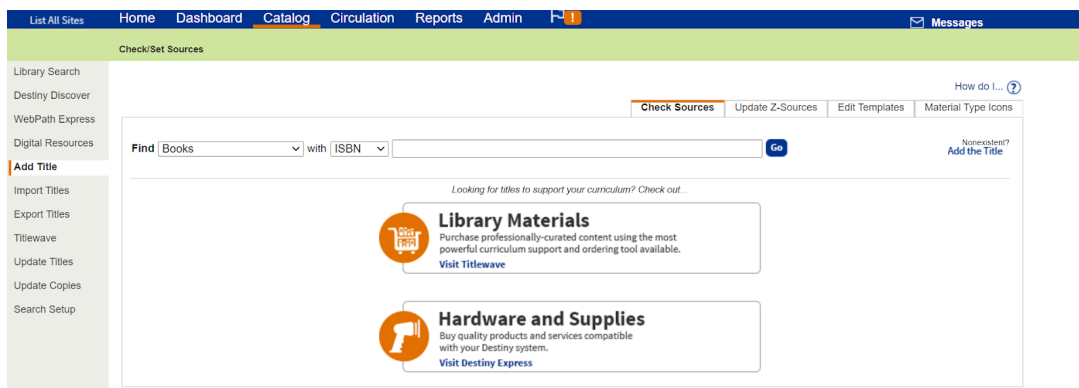 List All Sites Home Dashboard Catalog Circulation Reports Admin ! Messages
Check/Set Sources
Library Search
Destiny Discover
WebPath Express
Digital Resources
Add Title
Import Titles
Export Titles
Titlewave
Update Titles
Update Copies
Search Setup
How do I... ?
Check Sources Update Z-Sources Edit Templates Material Type Icons
Find Books with ISBN Go
Nonexistent?
Add the Title
Looking for titles to support your curriculum? Check out...
Library Materials
Purchase professionally-curated content using the most
powerful curriculum support and ordering tool available.
Visit Titlewave
Hardware and Supplies
Buy quality products and services compatible
with your Destiny system.
Visit Destiny Express